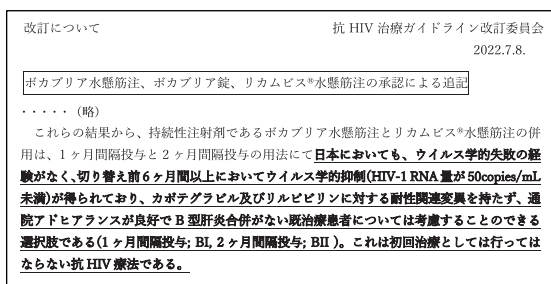 改訂について 抗 HIV 治療ガイドライン改訂委員会
2022.7.8.
ボカブリア水懸筋注、ボカブリア錠、リカムビス®水懸筋注の承認による追記
・・・・・（略）
これらの結果から、持続性注射剤であるボカブリア水懸筋注とリカムビス®水懸筋注の併
用は、1 ヶ月間隔投与と 2 ヶ月間隔投与の用法にて日本においても、ウイルス学的失敗の経
験がなく、切り替え前 6 ヶ月間以上においてウイルス学的抑制(HIV-1 RNA 量が 50copies/mL
未満)が得られており、カボテグラビル及びリルピビリンに対する耐性関連変異を持たず、通
院アドヒアランスが良好で B 型肝炎合併がない既治療患者については考慮することのできる
選択肢である(1 ヶ月間隔投与; BI, 2 ヶ月間隔投与; BII )。これは初回治療としては行っては
ならない抗 HIV 療法である。